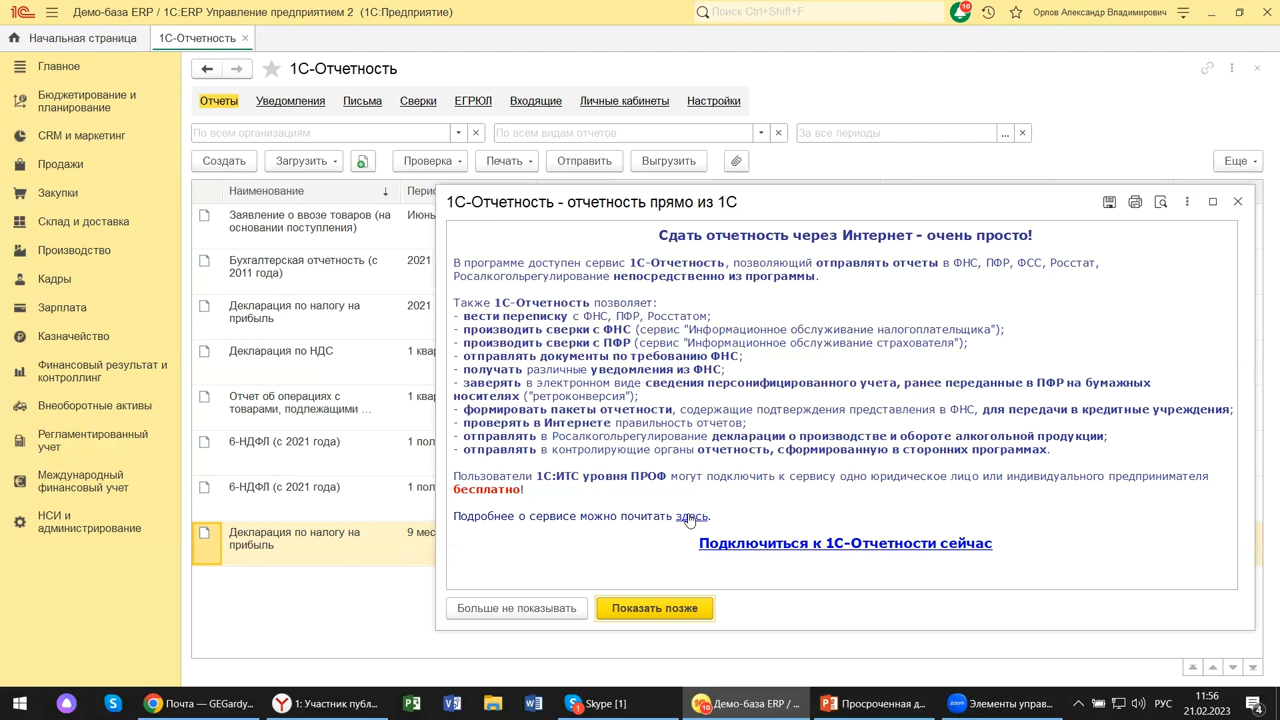 Демо-база ERP / 1С:ERP Управление предприятием 2 (1С:Предприятие)
Поиск Ctrl+Shift+F
10
Орлов Александр Владимирович
Начальная страница
1С-Отчетность
Главное
Бюджетирование и
планирование
CRM и маркетинг
Продажи
Закупки
Склад и доставка
Производство
Кадры
Зарплата
Казначейство
Финансовый результат и
контроллинг
Внеоборотные активы
Регламентированный
учет
Международный
финансовый учет
НСИ и
администрирование
1С-Отчетность
Отчеты Уведомления Письма Сверки ЕГРЮЛ Входящие Личные кабинеты Настройки
По всем организациям
По всем видам отчетов
За все периоды
...
Создать Загрузить Проверка Печать Отправить Выгрузить Еще
Наименование
Заявление о ввозе товаров (на
основании поступления)
Июнь
Бухгалтерская отчетность (с
2011 года)
2021
Декларация по налогу на
прибыль
2021
Декларация по НДС
1 квар
Отчет об операциях с
товарами, подлежащими ...
1 квар
6-НДФЛ (с 2021 года)
1 пол
6-НДФЛ (с 2021 года)
1 пол
Декларация по налогу на
прибыль
9 мес
1С-Отчетность - отчетность прямо из 1С
Сдать отчетность через Интернет - очень просто!
В программе доступен сервис 1С-Отчетность, позволяющий отправлять отчеты в ФНС, ПФР, ФСС, Росстат,
Росалкогольрегулирование непосредственно из программы.
Также 1С-Отчетность позволяет:
- вести переписку с ФНС, ПФР, Росстатом;
- производить сверки с ФНС (сервис "Информационное обслуживание налогоплательщика");
- производить сверки с ПФР (сервис "Информационное обслуживание страхователя");
- отправлять документы по требованию ФНС;
- получать различные уведомления из ФНС;
- заверять в электронном виде сведения персонифицированного учета, ранее переданные в ПФР на бумажных
носителях ("ретроконверсия");
- формировать пакеты отчетности, содержащие подтверждения представления в ФНС, для передачи в кредитные учреждения;
- проверять в Интернете правильность отчетов;
- отправлять в Росалкогольрегулирование декларации о производстве и обороте алкогольной продукции;
- отправлять в контролирующие органы отчетность, сформированную в сторонних программах.
Пользователи 1С:ИТС уровня ПРОФ могут подключить к сервису одно юридическое лицо или индивидуального предпринимателя
бесплатно!
Подробнее о сервисе можно почитать здесь.
Подключиться к 1С-Отчетности сейчас
Больше не показывать
Показать позже
Почта — GEGardy...
1: Участник публ...
Skype [1]
Демо-база ERP / ...
Просроченная д...
Элементы управ...
РУС
11:56
21.02.2023
4